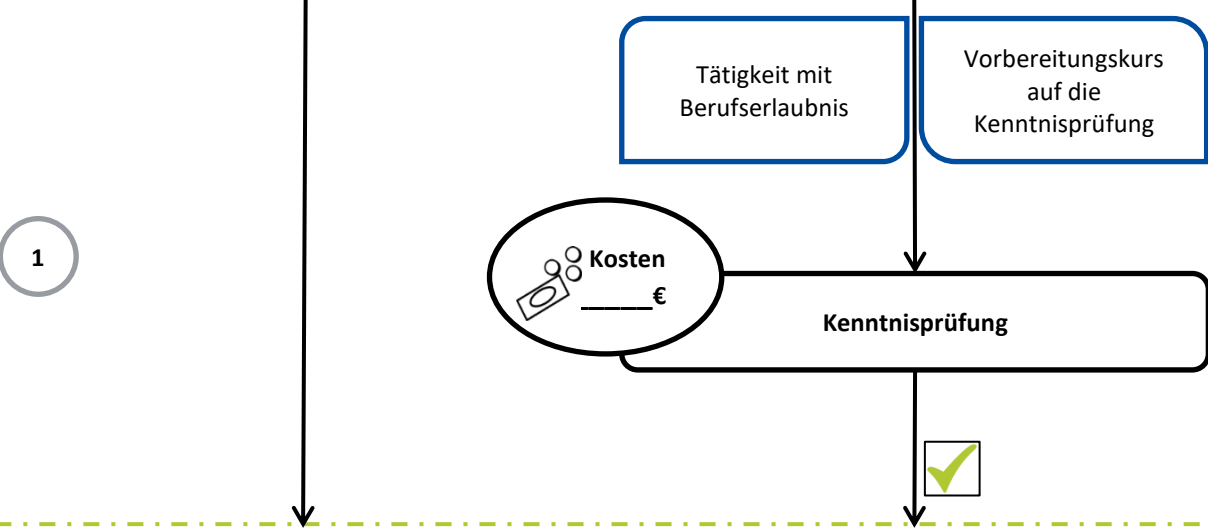 Tätigkeit mit
Berufserlaubnis
Vorbereitungskurs
auf die
Kenntnisprüfung
1
Kosten
_____€
Kenntnisprüfung